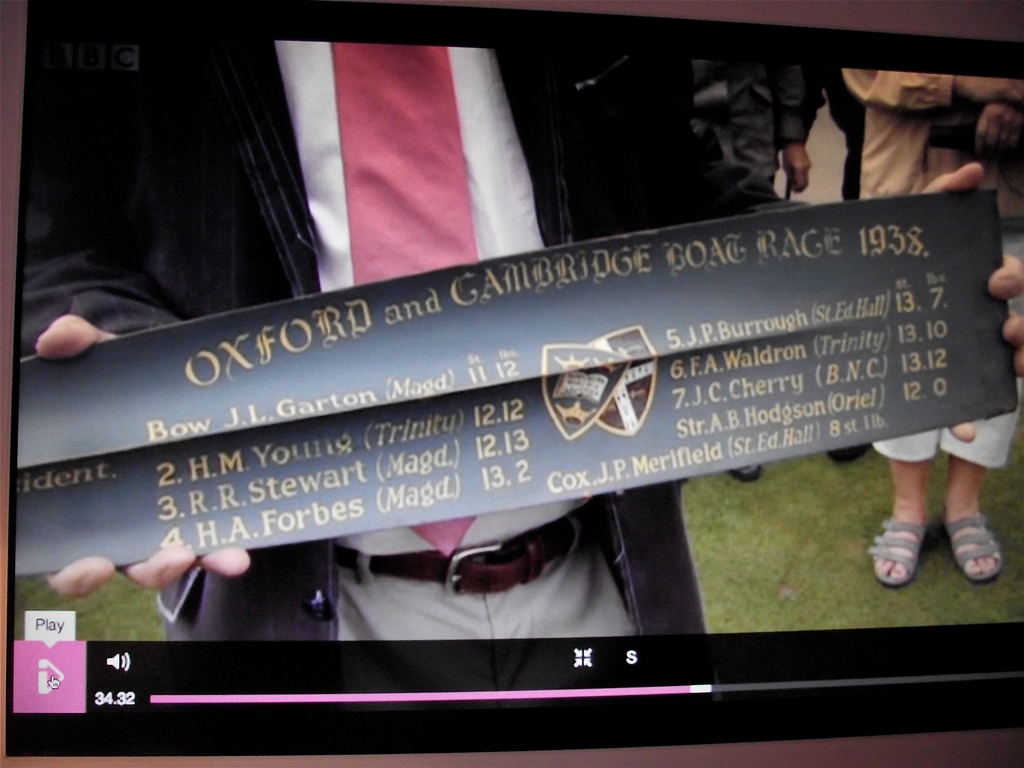 BBC
OXFORD and CAMBRIDGE BOAT RACE 1938.
ident.
st. lbs.
Bow J.L.Garton (Magd) 11 12
2. H.M. Young (Trinity) 12.12
3. R.R. Stewart (Magd.) 12.13
4. H.A. Forbes (Magd.) 13. 2
st. lbs.
5. J.P. Burrough (St.Ed.Hall) 13. 7.
6. F.A. Waldron (Trinity) 13.10
7. J.C. Cherry (B.N.C.) 13.12
Str. A.B. Hodgson (Oriel) 12. 0
Cox. J.P. Merifield (St.Ed.Hall) 8 st. 1 lb.
Play
34.32
S